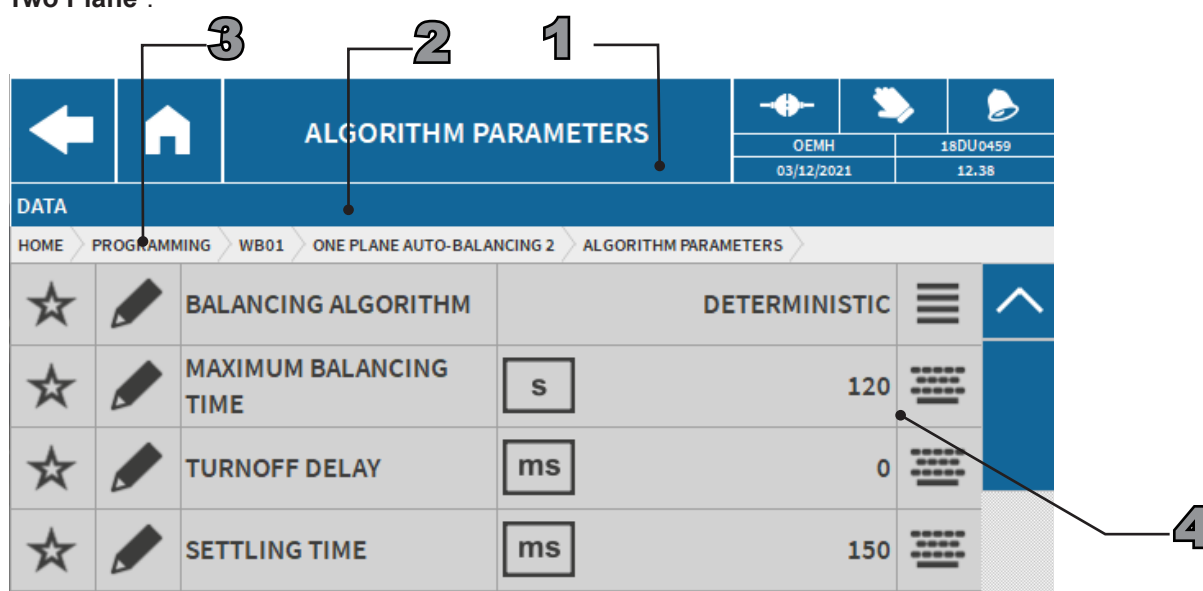 Two Plane".
3 2 1
ALGORITHM PARAMETERS
OEMH 18DU0459
03/12/2021 12.38
DATA
HOME PROGRAMMING WB01 ONE PLANE AUTO-BALANCING 2 ALGORITHM PARAMETERS
BALANCING ALGORITHM DETERMINISTIC
MAXIMUM BALANCING
TIME s 120
TURNOFF DELAY ms 0
SETTLING TIME ms 150
4